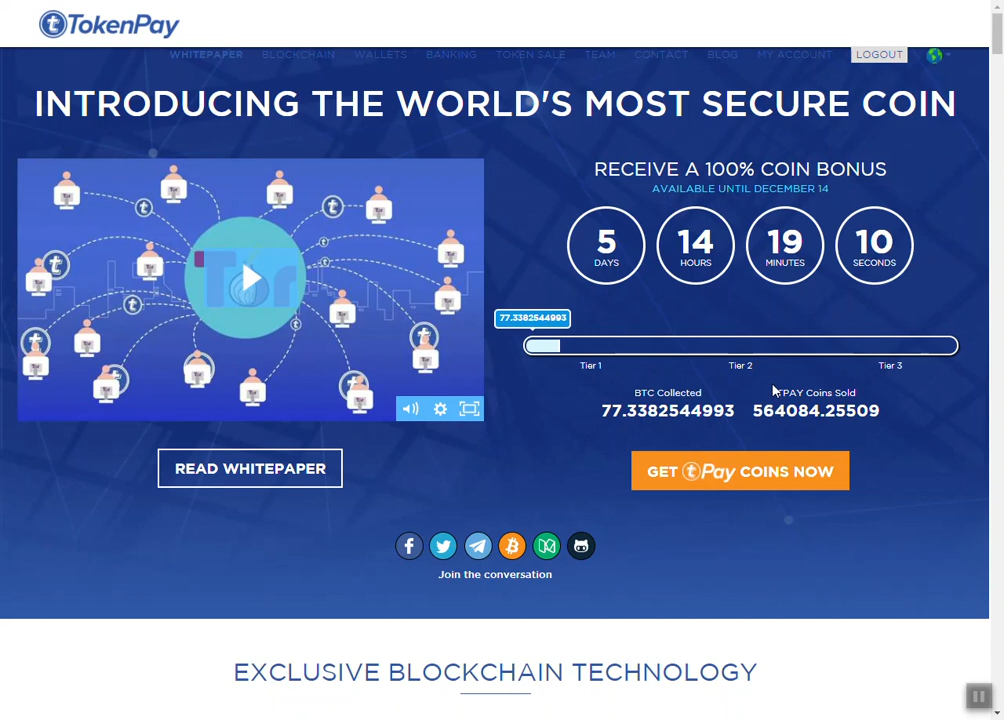 TokenPay
WHITEPAPER BLOCKCHAIN WALLETS BANKING TOKEN SALE TEAM CONTACT BLOG MY ACCOUNT LOGOUT
INTRODUCING THE WORLD'S MOST SECURE COIN
Tor
RECEIVE A 100% COIN BONUS
AVAILABLE UNTIL DECEMBER 14
5 14 19 10
DAYS HOURS MINUTES SECONDS
77.3382544993
Tier 1 Tier 2 Tier 3
BTC Collected TPAY Coins Sold
77.3382544993 564084.25509
READ WHITEPAPER
GET tPay COINS NOW
Join the conversation
EXCLUSIVE BLOCKCHAIN TECHNOLOGY